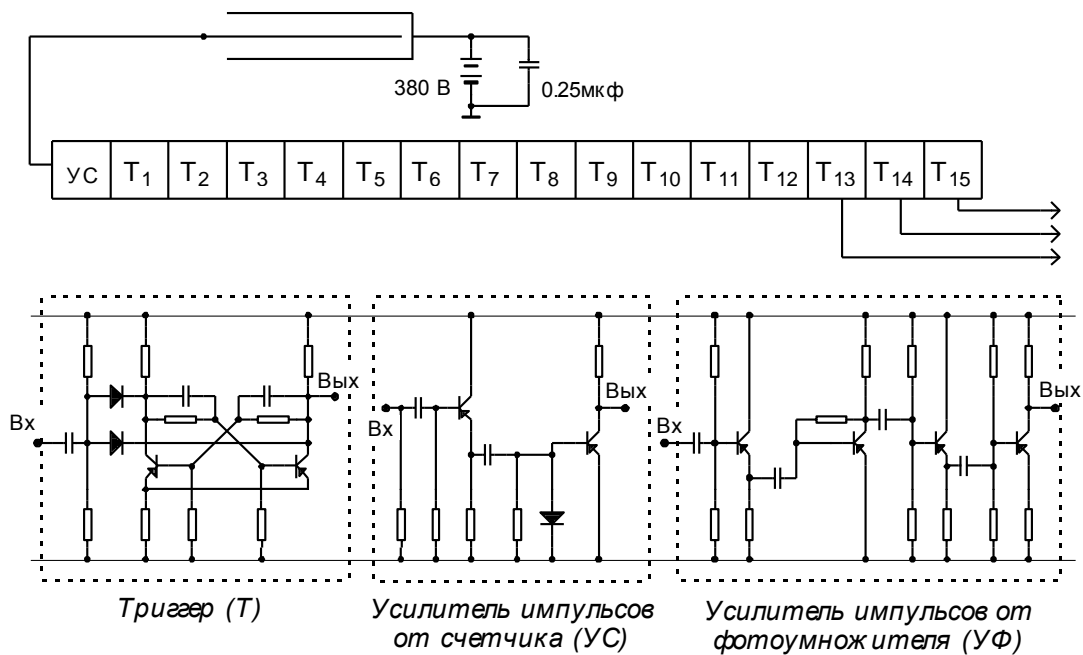 380 В
0.25мкф
УС T1 T2 T3 T4 T5 T6 T7 T8 T9 T10 T11 T12 T13 T14 T15
Вх
Вых
Вх
Вых
Вх
Вых
Триггер (Т)
Усилитель импульсов
от счетчика (УС)
Усилитель импульсов от
фотоумножителя (УФ)